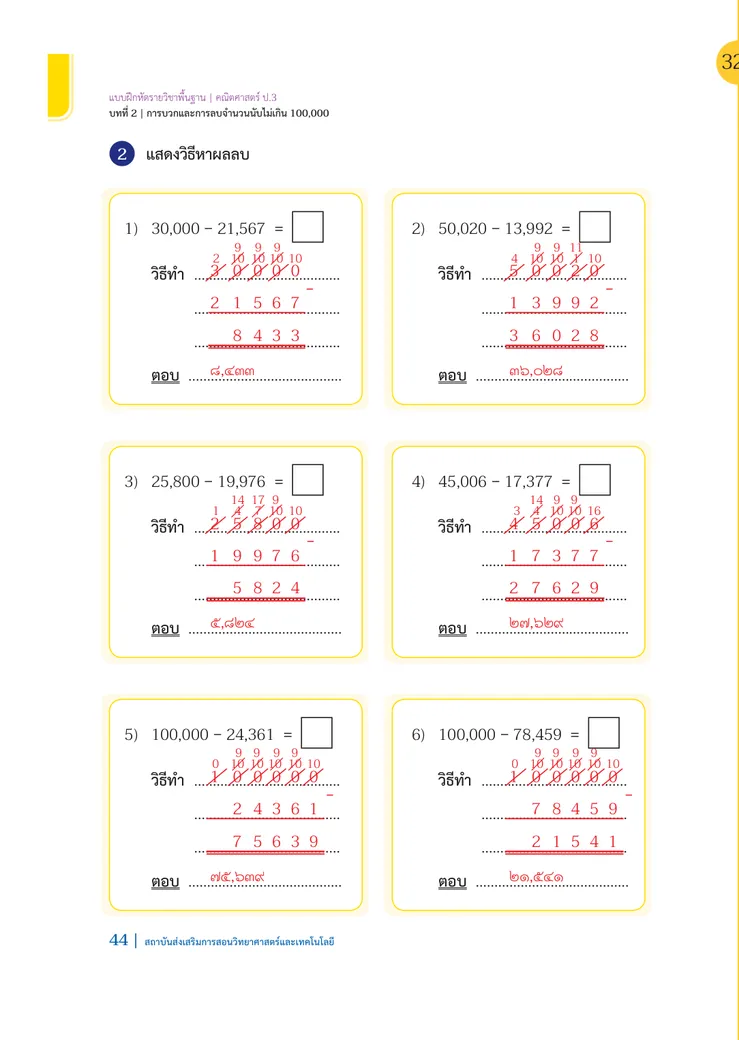 32
แบบฝึกหัดรายวิชาพื้นฐาน | คณิตศาสตร์ ป.3
บทที่ 2 | การบวกและการลบจำนวนนับไม่เกิน 100,000
2 แสดงวิธีหาผลลบ
1) 30,000 – 21,567 =
9 9 9
2 10 10 10 10
วิธีทำ 3 0 0 0 0
–
2 1 5 6 7
8 4 3 3
ตอบ ๘,๔๓๓
2) 50,020 – 13,992 =
9 9 11
4 10 10 1 10
วิธีทำ 5 0 0 2 0
–
1 3 9 9 2
3 6 0 2 8
ตอบ ๓๖,๐๒๘
3) 25,800 – 19,976 =
14 17 9
1 4 7 10 10
วิธีทำ 2 5 8 0 0
–
1 9 9 7 6
5 8 2 4
ตอบ ๕,๘๒๔
4) 45,006 – 17,377 =
14 9 9
3 4 10 10 16
วิธีทำ 4 5 0 0 6
–
1 7 3 7 7
2 7 6 2 9
ตอบ ๒๗,๖๒๙
5) 100,000 – 24,361 =
9 9 9 9
0 10 10 10 10 10
วิธีทำ 1 0 0 0 0 0
–
2 4 3 6 1
7 5 6 3 9
ตอบ ๗๕,๖๓๙
6) 100,000 – 78,459 =
9 9 9 9
0 10 10 10 10 10
วิธีทำ 1 0 0 0 0 0
–
7 8 4 5 9
2 1 5 4 1
ตอบ ๒๑,๕๔๑
44 | สถาบันส่งเสริมการสอนวิทยาศาสตร์และเทคโนโลยี